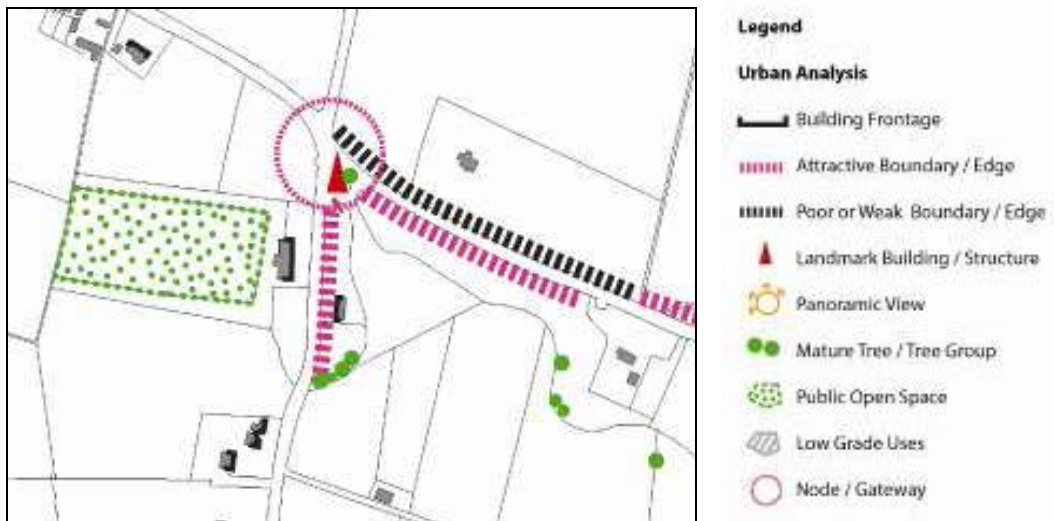 Legend
Urban Analysis
Building Frontage
Attractive Boundary / Edge
Poor or Weak Boundary / Edge
Landmark Building / Structure
Panoramic View
Mature Tree / Tree Group
Public Open Space
Low Grade Uses
Node / Gateway